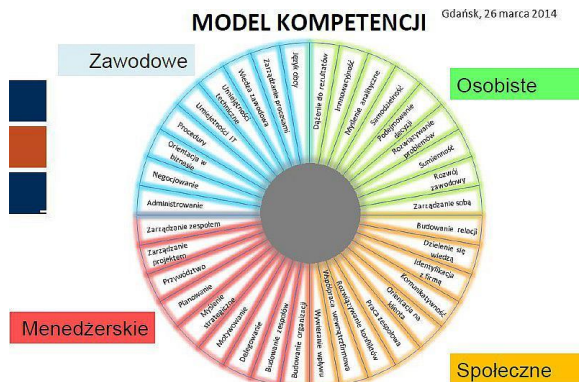 MODEL KOMPETENCJI
Gdańsk, 26 marca 2014
Zawodowe
Osobiste
Język obcy
Zarządzanie procesami
Wiedza zawodowa
Umiejętności
techniczne
Umiejętności IT
Procedury
Orientacja w
biznesie
Negocjowanie
Administrowanie
Dążenie do rezultatów
Innowacyjność
Myślenie analityczne
Samodzielność
Podejmowanie
decyzji
Rozwiązywanie
problemów
Sumienność
Rozwój
zawodowy
Zarządzanie sobą
Budowanie relacji
Dzielenie się
wiedzą
Identyfikacja
z firmą
Komunikatywność
Orientacja na
klienta
Praca zespołowa
Rozwiązywanie konfliktów
Współpraca wewnątrzfirmowa
Wywieranie wpływu
Zarządzanie zespołem
Zarządzanie
projektem
Przywództwo
Planowanie
Myślenie
strategiczne
Motywowanie
Delegowanie
Budowanie zespołów
Budowanie organizacji
Menedżerskie
Społeczne